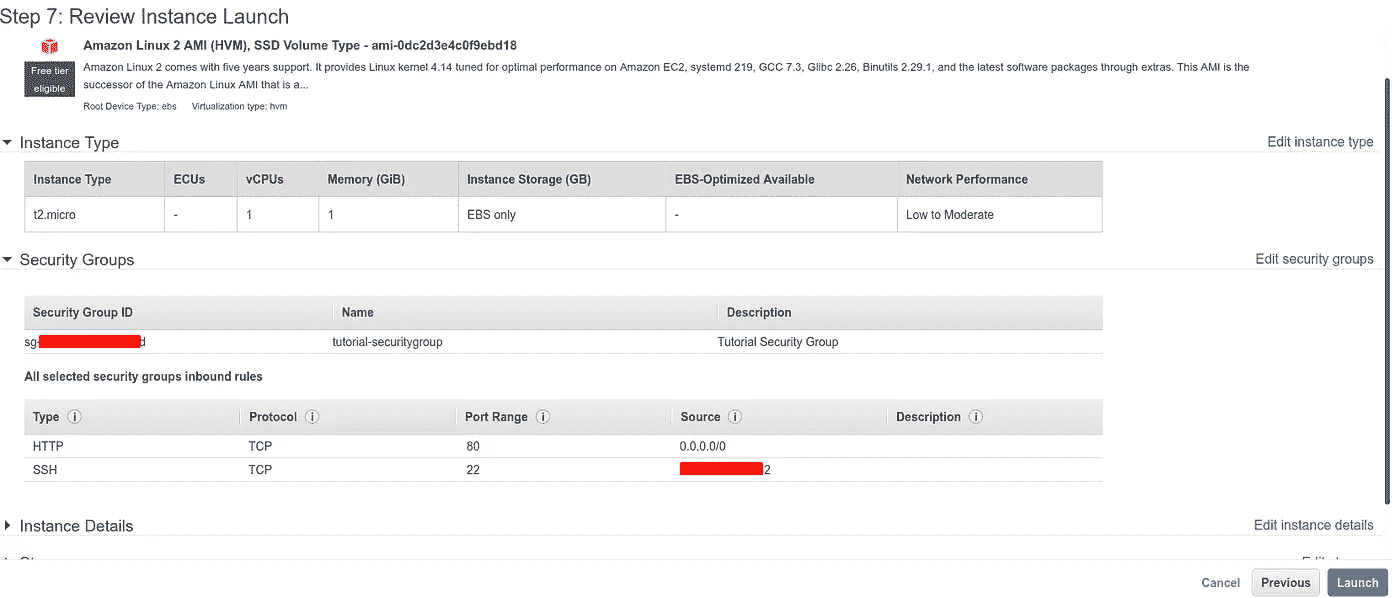 Step 7: Review Instance Launch
Amazon Linux 2 AMI (HVM), SSD Volume Type - ami-0dc2d3e4c0f9ebd18
Free tier
eligible
Amazon Linux 2 comes with five years support. It provides Linux kernel 4.14 tuned for optimal performance on Amazon EC2, systemd 219, GCC 7.3, Glibc 2.26, Binutils 2.29.1, and the latest software packages through extras. This AMI is the
successor of the Amazon Linux AMI that is a...
Root Device Type: ebs Virtualization type: hvm
Instance Type Edit instance type
Instance Type ECUs vCPUs Memory (GiB) Instance Storage (GB) EBS-Optimized Available Network Performance
t2.micro - 1 1 EBS only - Low to Moderate
Security Groups Edit security groups
Security Group ID Name Description
sg- d tutorial-securitygroup Tutorial Security Group
All selected security groups inbound rules
Type Protocol Port Range Source Description
HTTP TCP 80 0.0.0.0/0
SSH TCP 22 2
Instance Details Edit instance details
Cancel Previous Launch